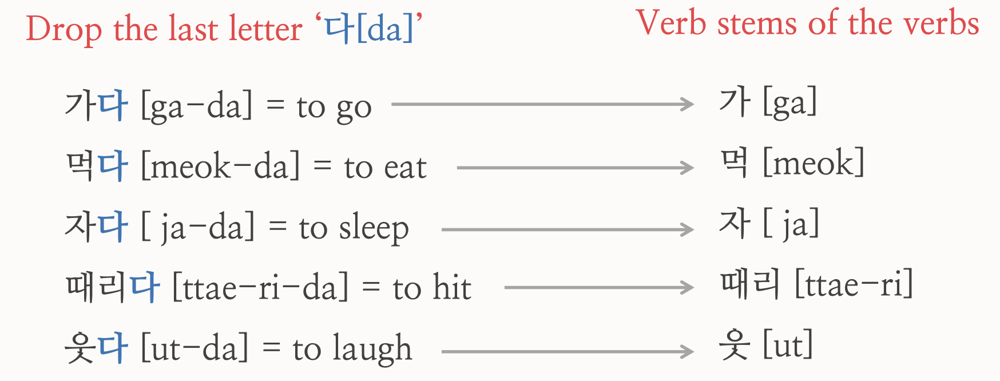 Drop the last letter ‘다[da]’
Verb stems of the verbs
가다 [ga-da] = to go
가 [ga]
먹다 [meok-da] = to eat
먹 [meok]
자다 [ ja-da] = to sleep
자 [ ja]
때리다 [ttae-ri-da] = to hit
때리 [ttae-ri]
웃다 [ut-da] = to laugh
웃 [ut]